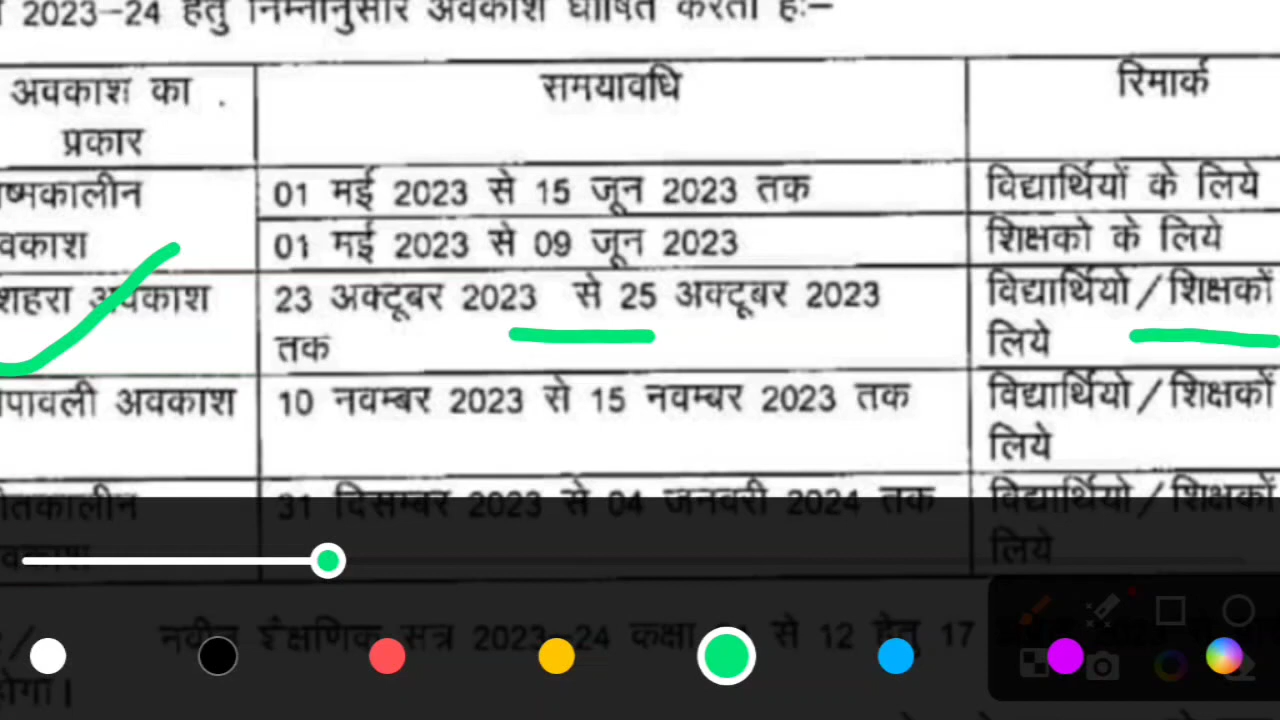 2023–24 हेतु निम्नानुसार अवकाश घोषित करता है:–
अवकाश का . समयावधि रिमार्क
प्रकार
ष्मकालीन 01 मई 2023 से 15 जून 2023 तक विद्यार्थियों के लिये
वकाश 01 मई 2023 से 09 जून 2023 शिक्षको के लिये
शहरा अवकाश 23 अक्टूबर 2023 से 25 अक्टूबर 2023 विद्यार्थियो/शिक्षकों
तक लिये
पावली अवकाश 10 नवम्बर 2023 से 15 नवम्बर 2023 तक विद्यार्थियो/शिक्षकों
लिये
तकालीन 31 दिसम्बर 2023 से 04 जनवरी 2024 तक विद्यार्थियो/शिक्षकों
वकाश लिये
नवीन शैक्षणिक सत्र 2023–24 कक्षा से 12 हेतु 17
होगा।